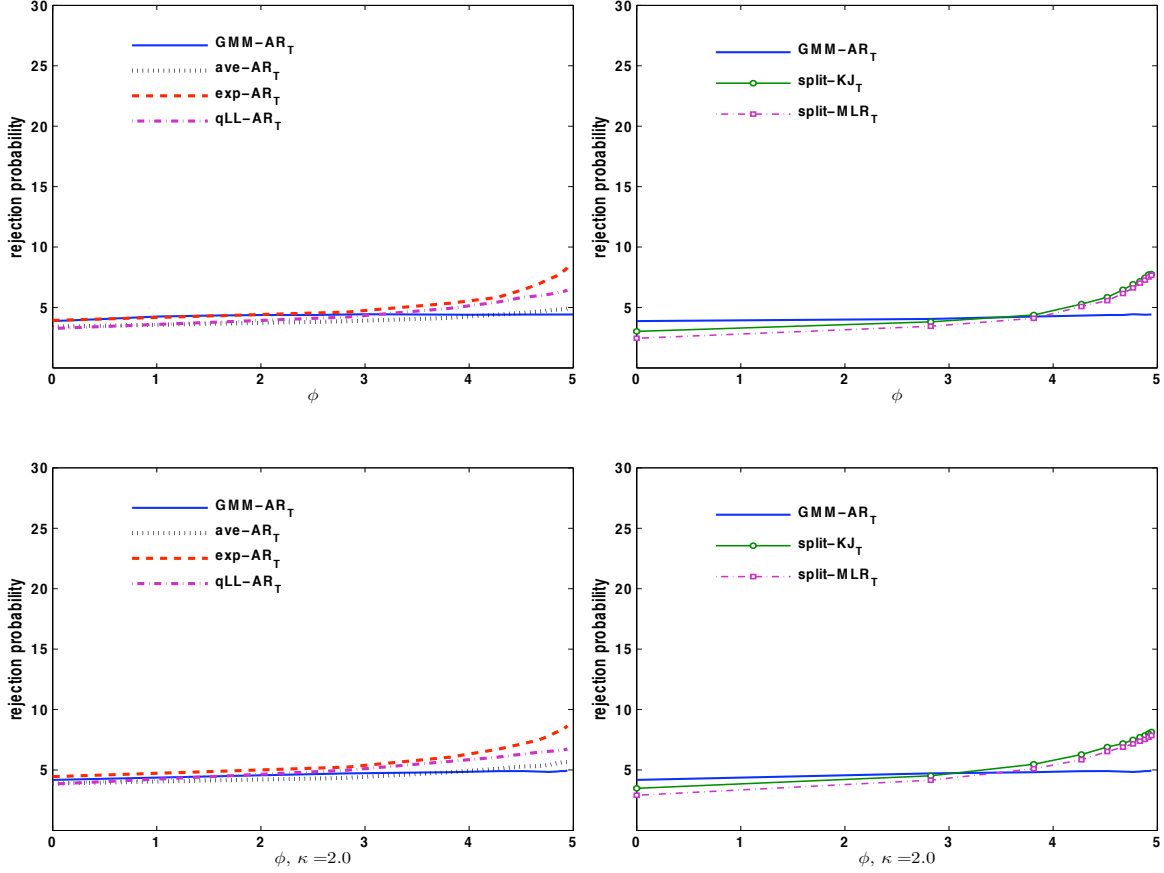 30
25
20
15
10
5
rejection probability
GMM−AR_T
ave−AR_T
exp−AR_T
qLL−AR_T
0 1 2 3 4 5
ϕ
30
25
20
15
10
5
rejection probability
GMM−AR_T
split−KJ_T
split−MLR_T
0 1 2 3 4 5
ϕ
30
25
20
15
10
5
rejection probability
GMM−AR_T
ave−AR_T
exp−AR_T
qLL−AR_T
0 1 2 3 4 5
ϕ, κ =2.0
30
25
20
15
10
5
rejection probability
GMM−AR_T
split−KJ_T
split−MLR_T
0 1 2 3 4 5
ϕ, κ =2.0